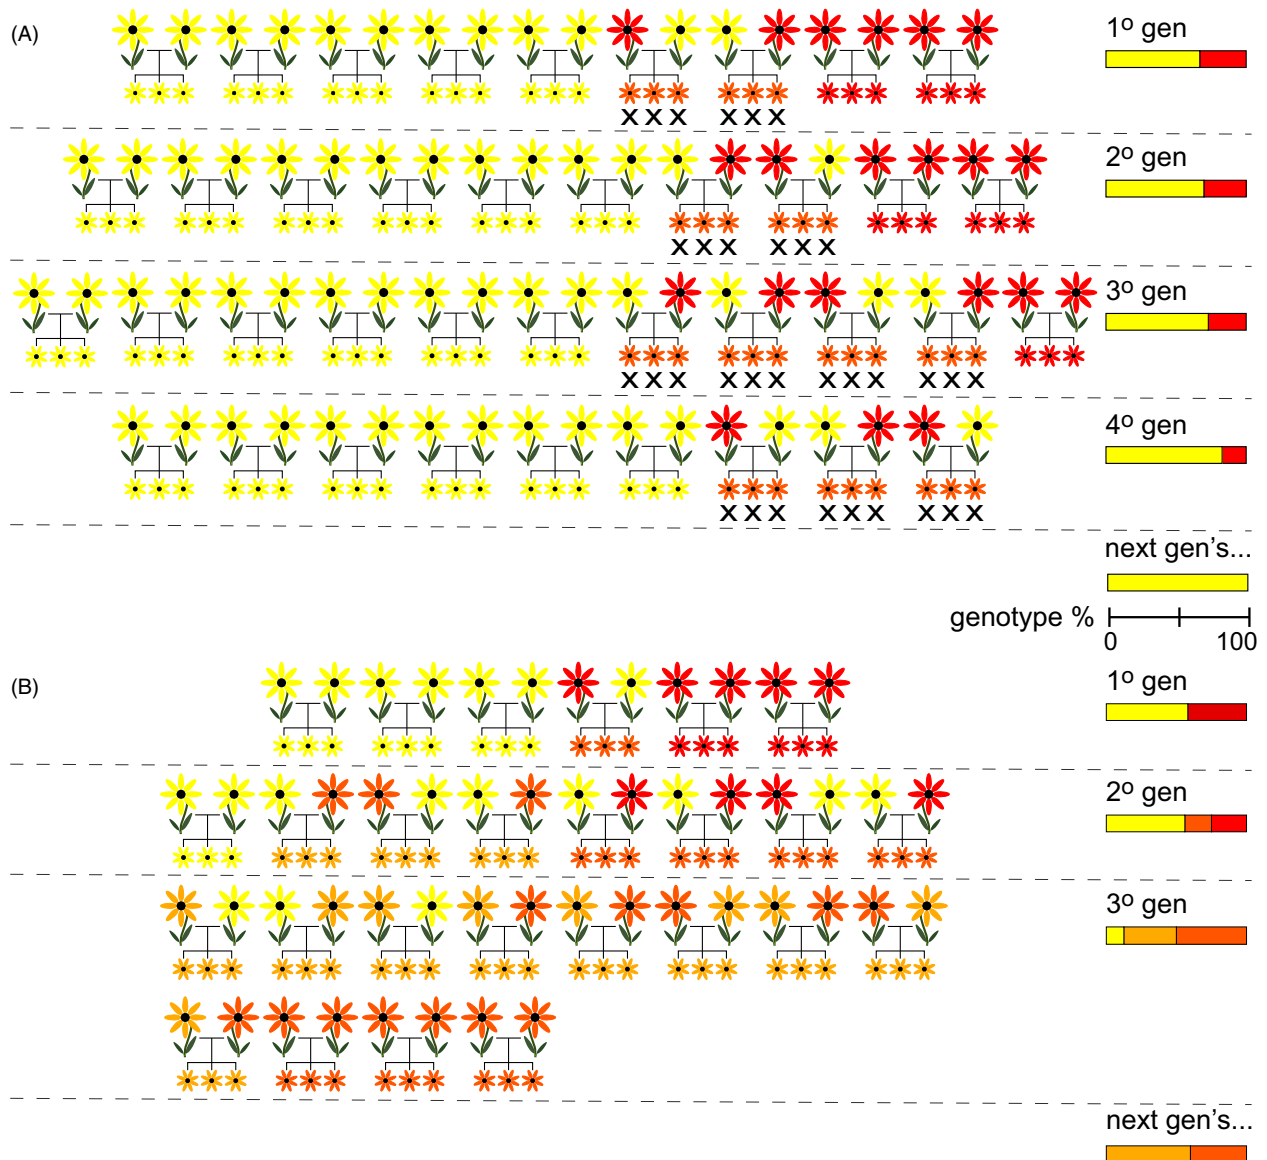 (A)
1º gen
X X X X X X
2º gen
X X X X X X
3º gen
X X X X X X X X X X X X
4º gen
X X X X X X X X X
next gen's...
genotype %
0 100
(B)
1º gen
2º gen
3º gen
next gen's...